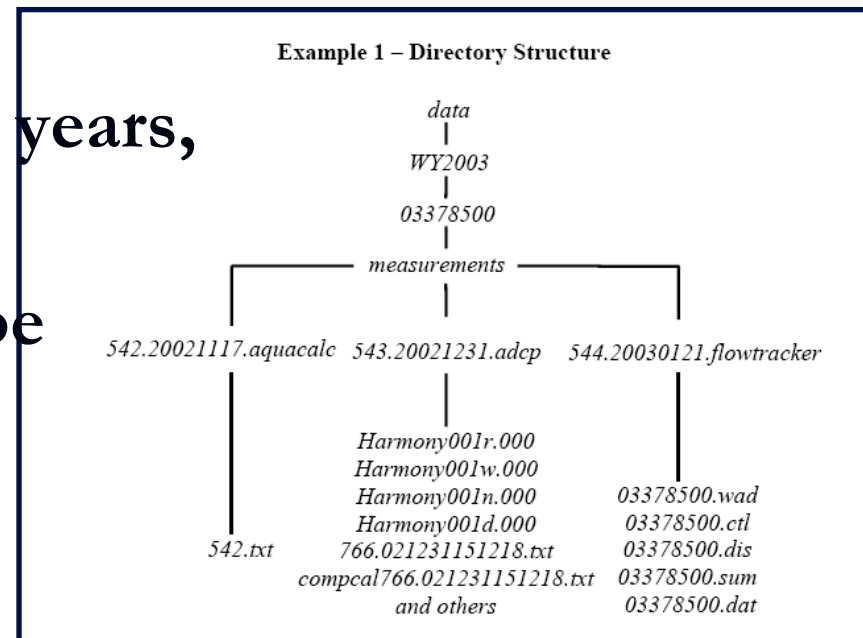 Example 1 – Directory Structure
years,
be
data
WY2003
03378500
measurements
542.20021117.aquacalc 543.20021231.adcp 544.20030121.flowtracker
Harmony001r.000
Harmony001w.000
Harmony001n.000
Harmony001d.000
542.txt
766.021231151218.txt
compcal766.021231151218.txt
and others
03378500.wad
03378500.ctl
03378500.dis
03378500.sum
03378500.dat